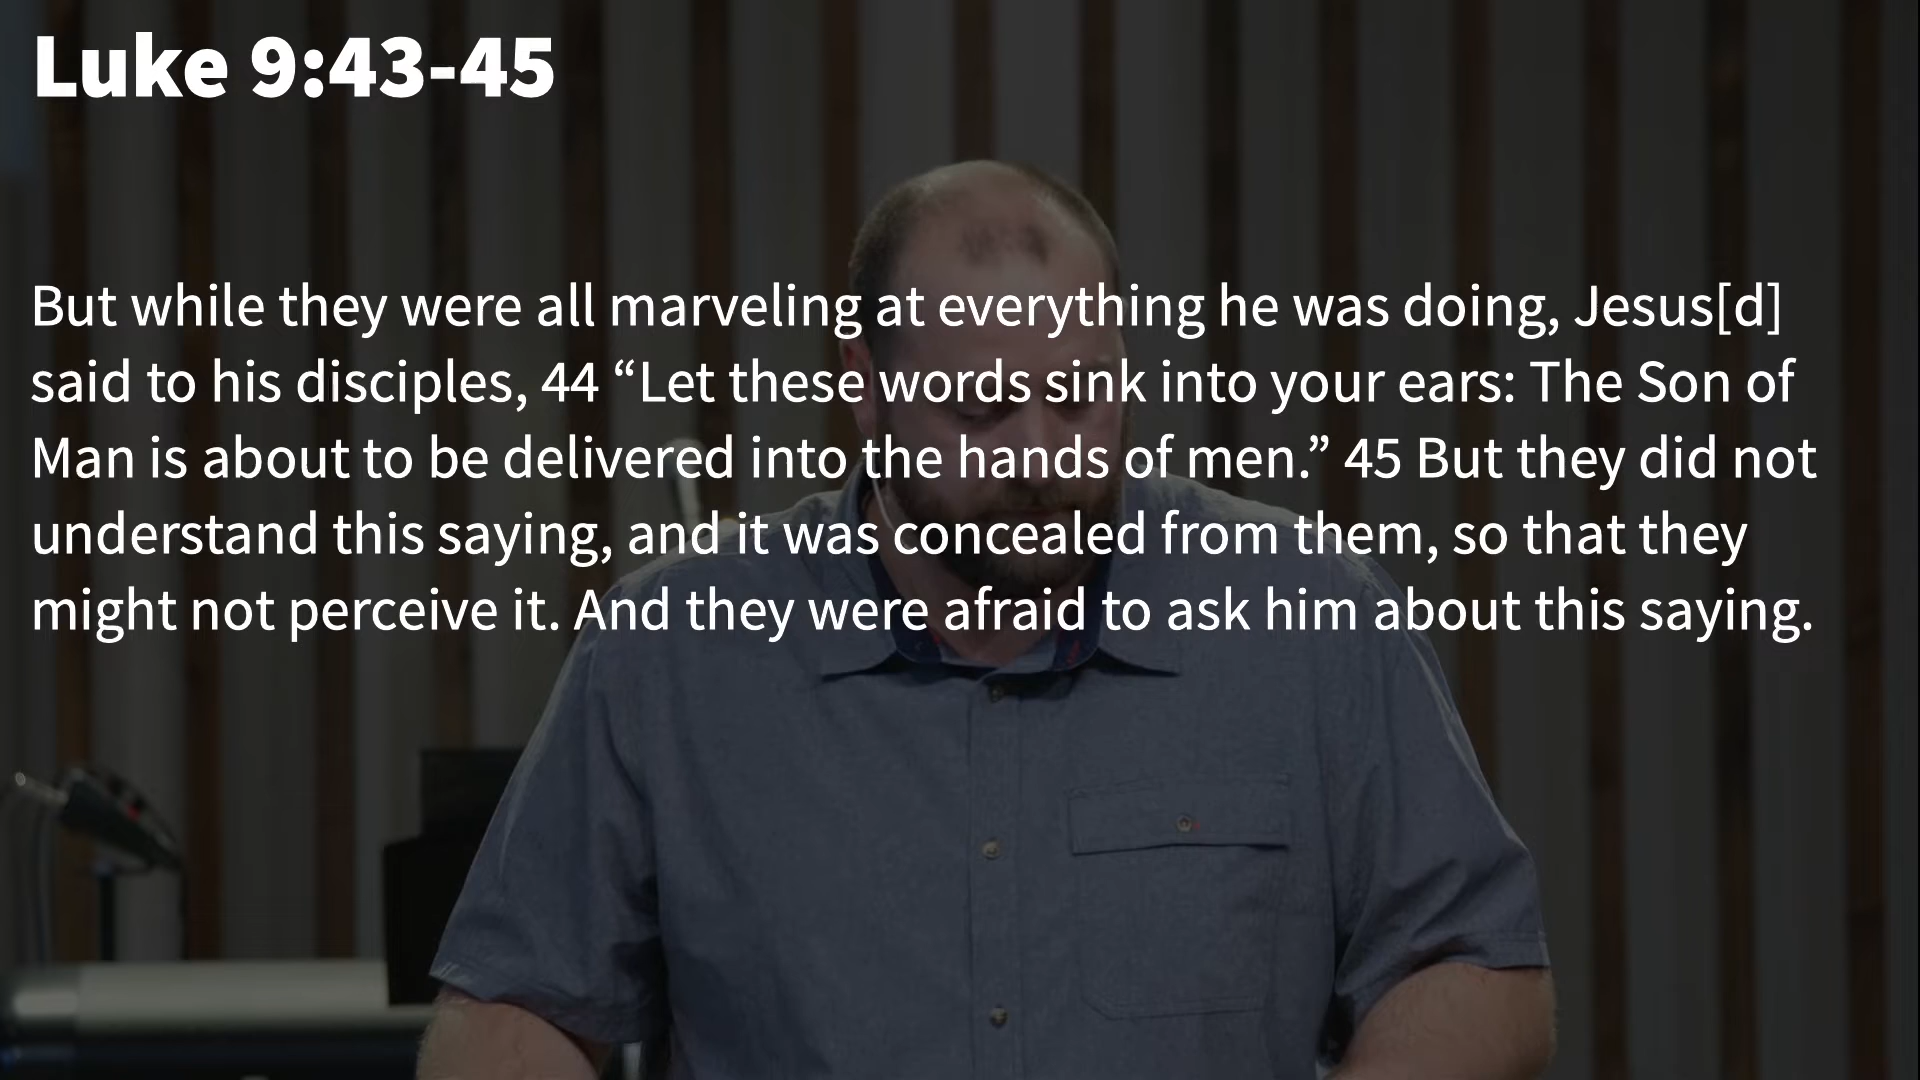 Luke 9:43-45
But while they were all marveling at everything he was doing, Jesus[d]
said to his disciples, 44 “Let these words sink into your ears: The Son of
Man is about to be delivered into the hands of men.” 45 But they did not
understand this saying, and it was concealed from them, so that they
might not perceive it. And they were afraid to ask him about this saying.